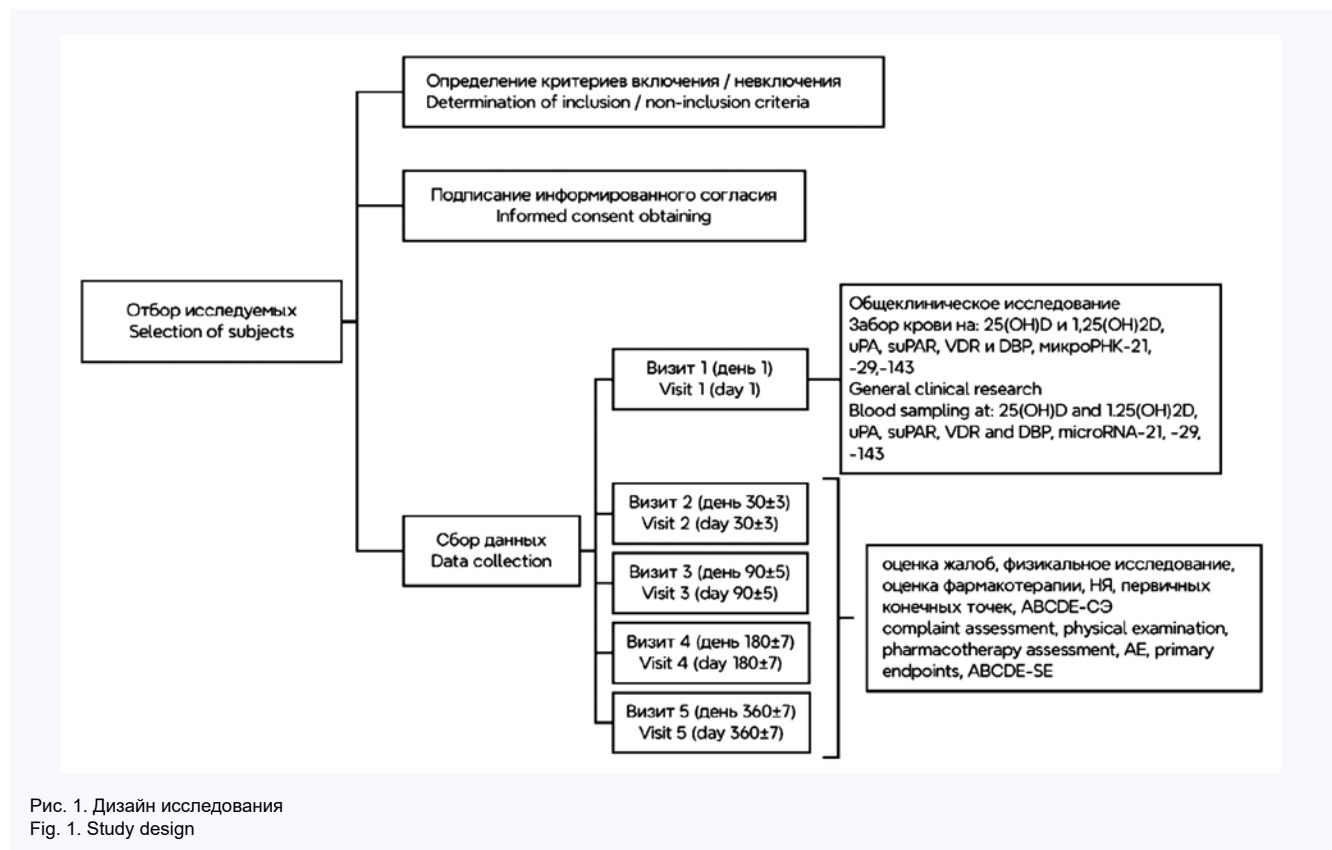 Определение критериев включения / невключения
Determination of inclusion / non-inclusion criteria
Подписание информированного согласия
Informed consent obtaining
Отбор исследуемых
Selection of subjects
Общеклиническое исследование
Забор крови на: 25(ОН)D и 1,25(ОН)2D,
uPA, suPAR, VDR и DBP, микроРНК-21,
-29,-143
General clinical research
Blood sampling at: 25(OH)D and 1.25(OH)2D,
uPA, suPAR, VDR and DBP, microRNA-21, -29,
-143
Визит 1 (день 1)
Visit 1 (day 1)
Визит 2 (день 30±3)
Visit 2 (day 30±3)
Сбор данных
Data collection
Визит 3 (день 90±5)
Visit 3 (day 90±5)
Визит 4 (день 180±7)
Visit 4 (day 180±7)
Визит 5 (день 360±7)
Visit 5 (day 360±7)
оценка жалоб, физикальное исследование,
оценка фармакотерапии, НЯ, первичных
конечных точек, ABCDE-СЭ
complaint assessment, physical examination,
pharmacotherapy assessment, AE, primary
endpoints, ABCDE-SE
Рис. 1. Дизайн исследования
Fig. 1. Study design